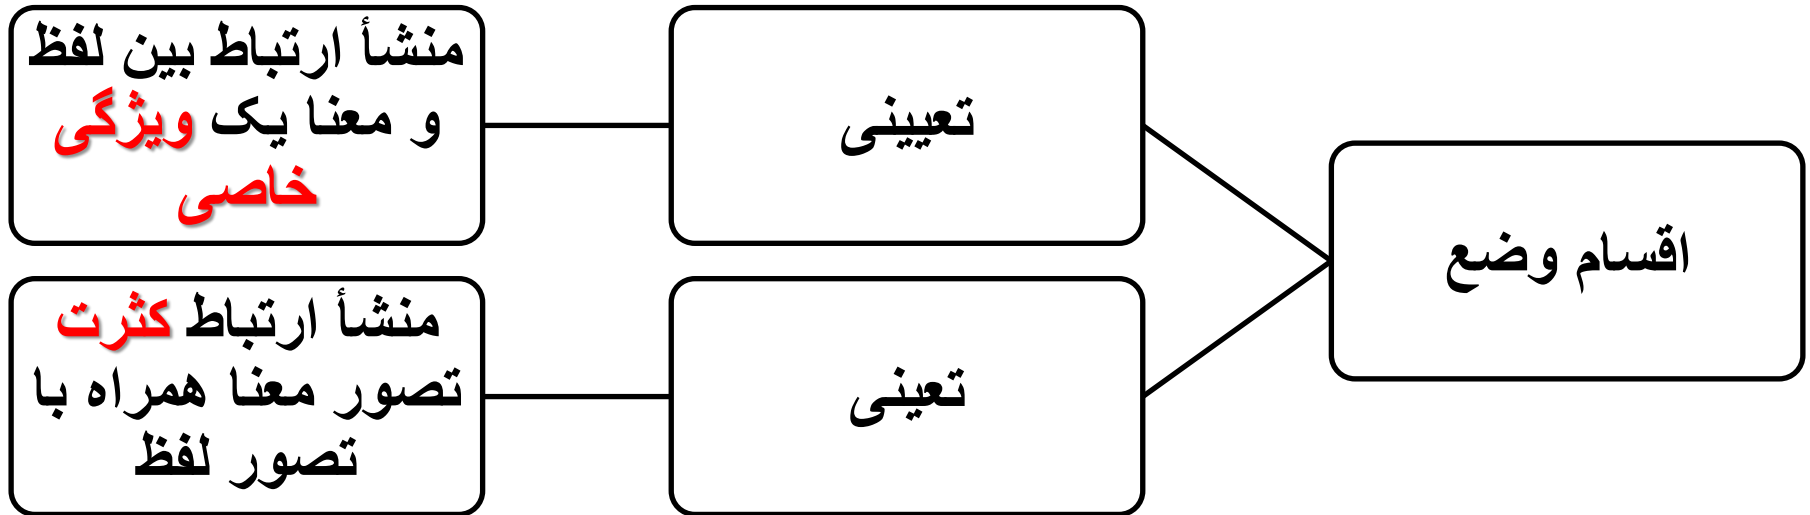 اقسام وضع
تعیینی
منشأ ارتباط بین لفظ
و معنا یک ویژگی
خاصی
تعینی
منشأ ارتباط کثرت
تصور معنا همراه با
تصور لفظ